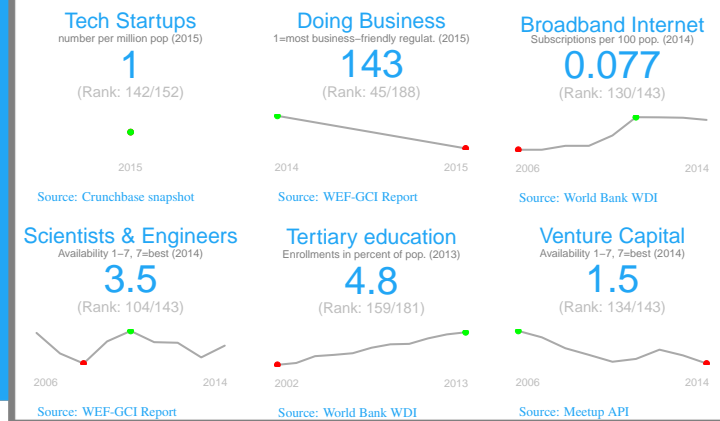 Tech Startups
number per million pop (2015)
1
(Rank: 142/152)
2015
Source: Crunchbase snapshot
Doing Business
1=most business−friendly regulat. (2015)
143
(Rank: 45/188)
2014 2015
Source: WEF-GCI Report
Broadband Internet
Subscriptions per 100 pop. (2014)
0.077
(Rank: 130/143)
2006 2014
Source: World Bank WDI
Scientists & Engineers
Availability 1−7, 7=best (2014)
3.5
(Rank: 104/143)
2006 2014
Source: WEF-GCI Report
Tertiary education
Enrollments in percent of pop. (2013)
4.8
(Rank: 159/181)
2002 2013
Source: World Bank WDI
Venture Capital
Availability 1−7, 7=best (2014)
1.5
(Rank: 134/143)
2006 2014
Source: Meetup API